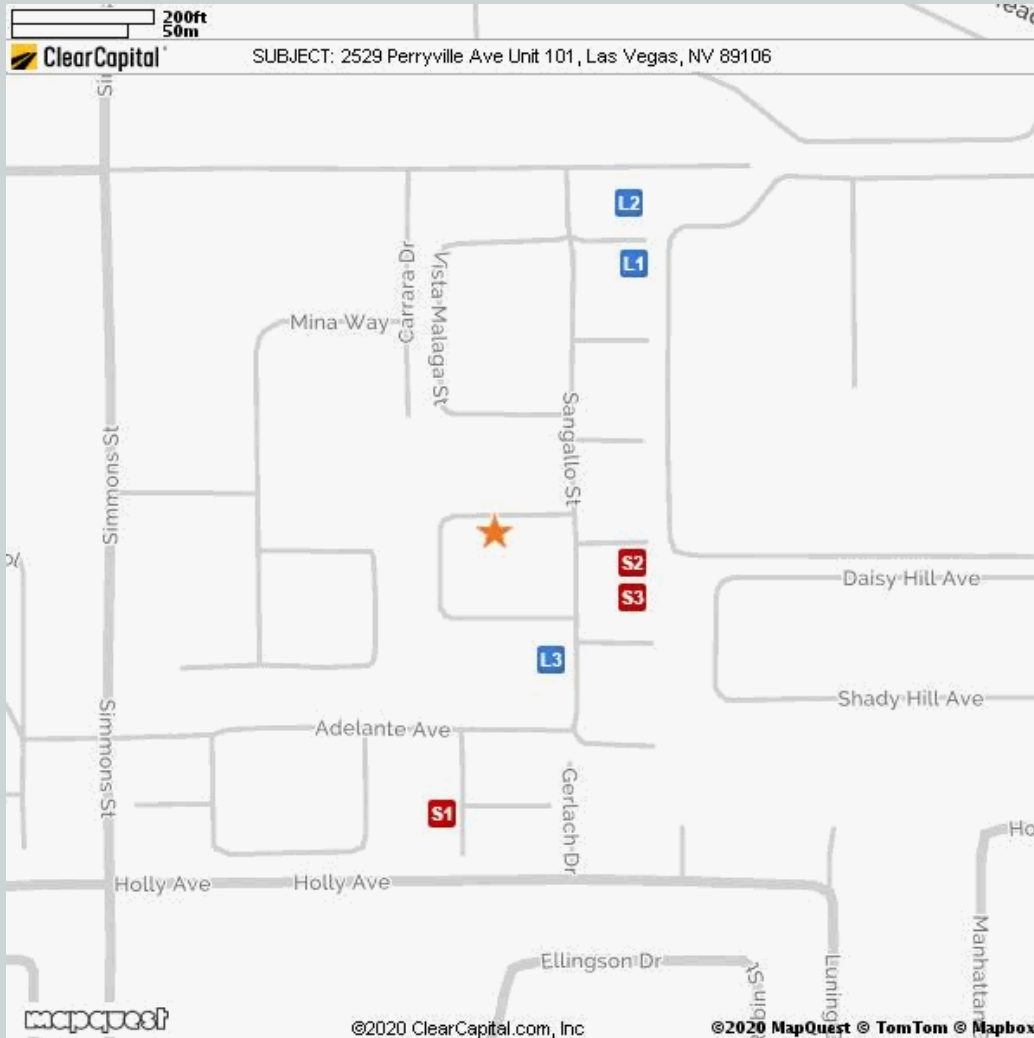 200ft
50m
ClearCapital
SUBJECT: 2529 Perryville Ave Unit 101, Las Vegas, NV 89106
L2
L1
Carrara Dr
Vista Malaga St
Mina Way
Sangallo St
Simmons St
S2
Daisy Hill Ave
S3
L3
Shady Hill Ave
Simmons St
Adelante Ave
S1
Gerlach Dr
Ho
Holly Ave
Holly Ave
Ellingson Dr
Luning
Manhattan
mapquest
©2020 ClearCapital.com, Inc
©2020 MapQuest © TomTom © Mapbox